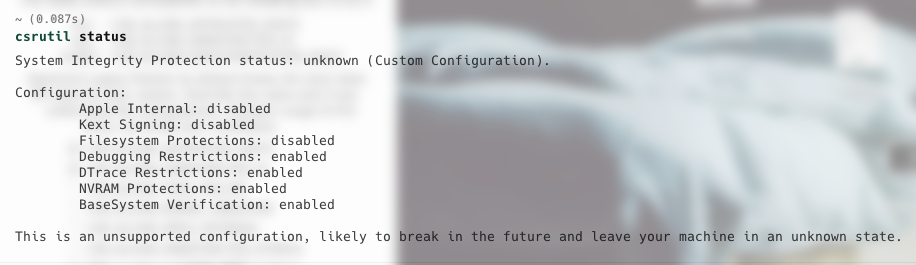 ~ (0.087s)
csrutil status
System Integrity Protection status: unknown (Custom Configuration).
Configuration:
Apple Internal: disabled
Kext Signing: disabled
Filesystem Protections: disabled
Debugging Restrictions: enabled
DTrace Restrictions: enabled
NVRAM Protections: enabled
BaseSystem Verification: enabled
This is an unsupported configuration, likely to break in the future and leave your machine in an unknown state.